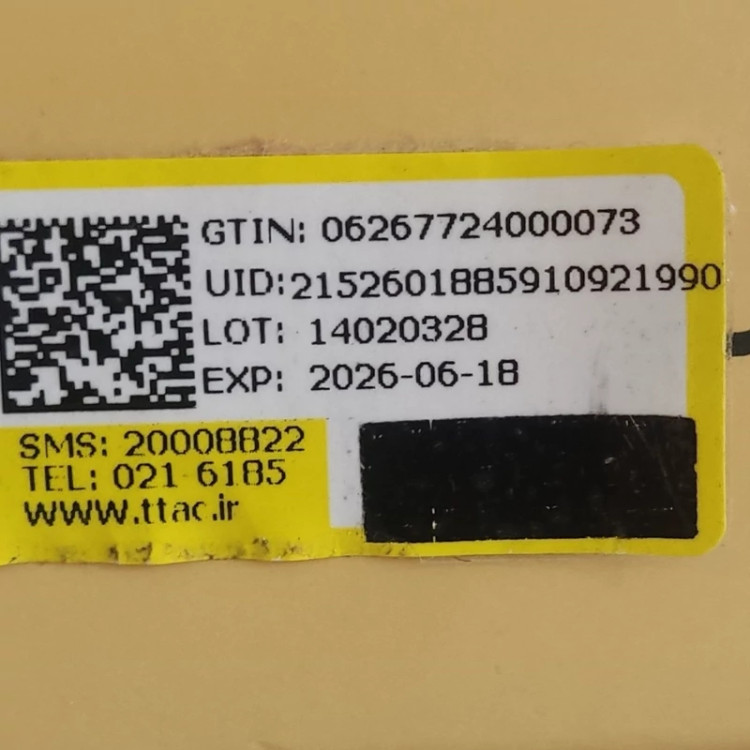 GTIN: 06267724000073
UID:2152601885910921990
LOT: 14020328
EXP: 2026-06-18
SMS: 20008822
TEL: 021 6185
www.ttac.ir